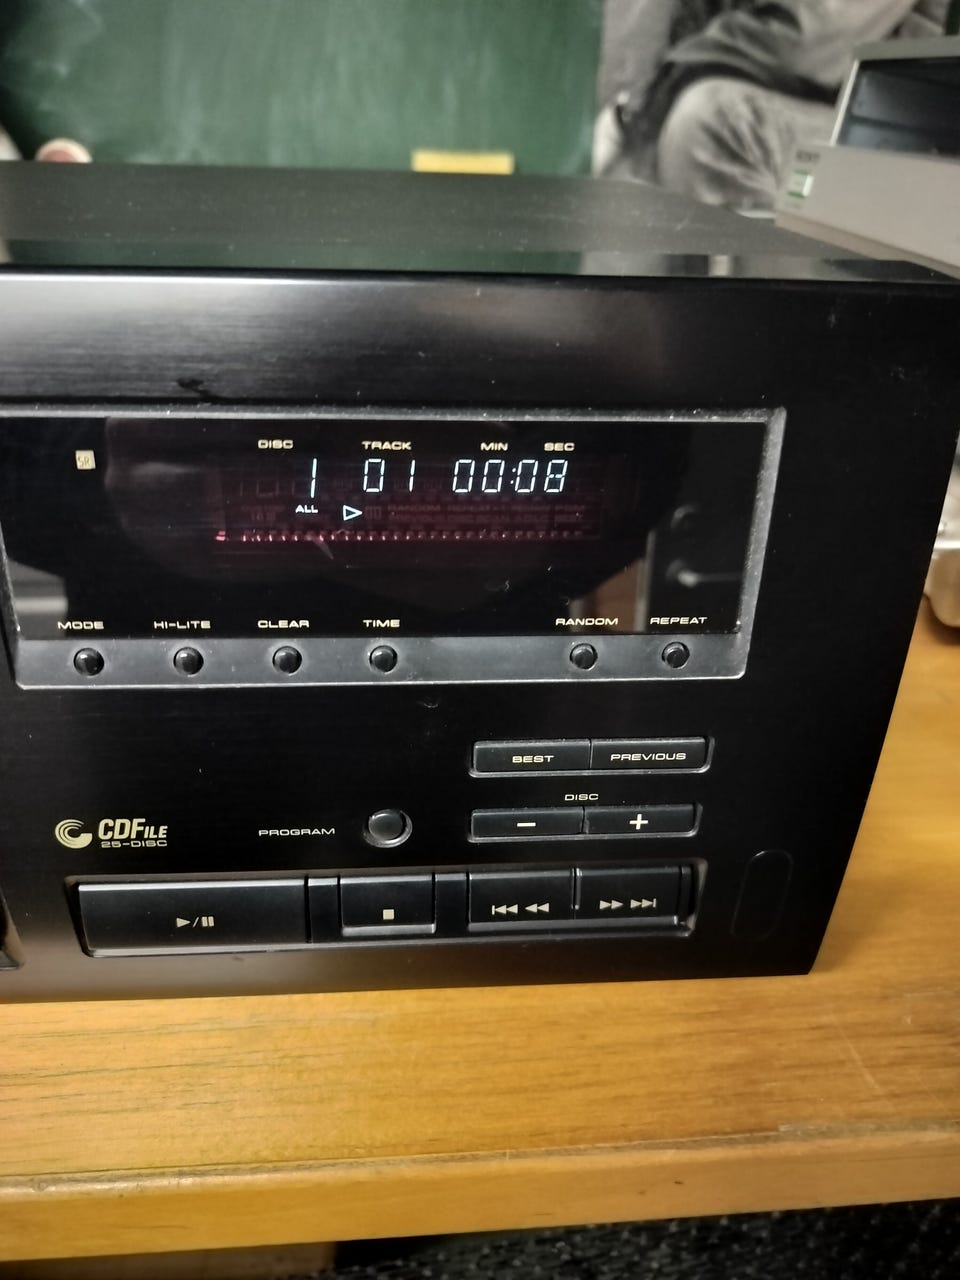 DISC TRACK MIN SEC
SR
1 01 00:08
ALL
MODE HI-LITE CLEAR TIME RANDOM REPEAT
BEST PREVIOUS
DISC
− +
CDFILE
25-DISC
PROGRAM